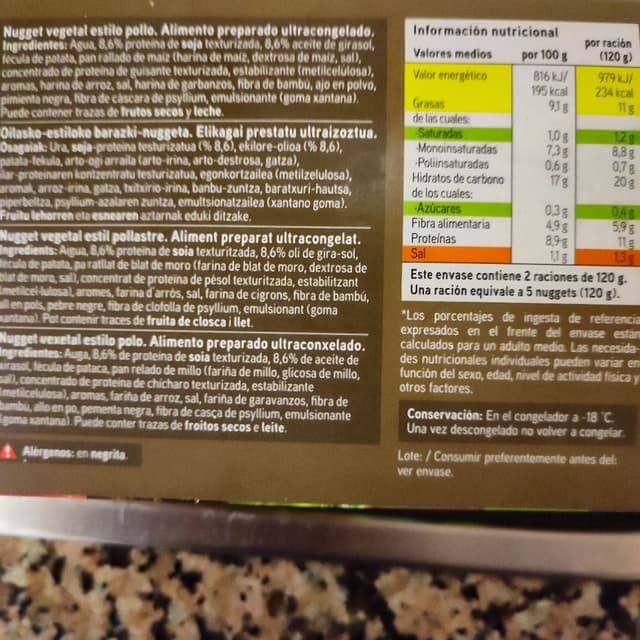 Nugget vegetal estilo pollo. Alimento preparado ultracongelado.
Ingredientes: Agua, 8,6% proteína de soja texturizada, 8,6% aceite de girasol,
fécula de patata, pan rallado de maíz (harina de maíz, dextrosa de maíz, sal),
concentrado de proteína de guisante texturizada, estabilizante (metilcelulosa),
aromas, harina de arroz, sal, harina de garbanzos, fibra de bambú, ajo en polvo,
pimienta negra, fibra de cáscara de psyllium, emulsionante (goma xantana).
Puede contener trazas de frutos secos y leche.
Oilasko-estiloko barazki-nuggeta. Elikagai prestatu ultraizoztua.
Osagaiak: Ura, soja-proteina testurizatua (% 8,6), ekilore-olioa (% 8,6),
patata-fekula, arto-ogi arraila (arto-irina, arto-dextrosa, gatza),
ilar-proteinaren kontzentratu testurizatua, egonkortzailea (metilzelulosa),
aromak, arroz-irina, gatza, txitxirio-irina, banbu-zuntza, baratxuri-hautsa,
piperbeltza, psyllium-azalaren zuntza, emultsionatzailea (xantano goma).
Fruitu lehorren eta esnearen aztarnak eduki ditzake.
Nugget vegetal estil pollastre. Aliment preparat ultracongelat.
Ingredients: Aigua, 8,6% proteïna de soia texturitzada, 8,6% oli de gira-sol,
fècula de patata, pa ratllat de blat de moro (farina de blat de moro, dextrosa de
blat de moro, sal), concentrat de proteïna de pèsol texturitzada, estabilitzant
(metilcel·lulosa), aromes, farina d'arròs, sal, farina de cigrons, fibra de bambú,
all en pols, pebre negre, fibra de clofolla de psyllium, emulsionant (goma
xantana). Pot contenir traces de fruita de closca i llet.
Nugget vexetal estilo polo. Alimento preparado ultraconxelado.
Ingredientes: Auga, 8,6% de proteína de soia texturizada, 8,6% de aceite de
xirasol, fécula de pataca, pan relado de millo (fariña de millo, glicosa de millo,
sal), concentrado de proteína de chícharo texturizada, estabilizante
(metilcelulosa), aromas, fariña de arroz, sal, fariña de garavanzos, fibra de
bambú, allo en po, pementa negra, fibra de casca de psyllium, emulsionante
(goma xantana). Puede conter trazas de froitos secos e leite.
Alérgenos: en negrita
Información nutricional
Valores medios por 100 g por ración (120 g)
Valor energético 816 kJ/ 979 kJ/
195 kcal 234 kcal
Grasas 9,1 g 11 g
de las cuales:
·Saturadas 1,0 g 1,2 g
·Monoinsaturadas 7,3 g 8,8 g
·Poliinsaturadas 0,6 g 0,7 g
Hidratos de carbono 17 g 20 g
de los cuales:
·Azúcares 0,3 g 0,4 g
Fibra alimentaria 4,9 g 5,9 g
Proteínas 8,9 g 11 g
Sal 1,1 g 1,3 g
Este envase contiene 2 raciones de 120 g.
Una ración equivale a 5 nuggets (120 g).
*Los porcentajes de ingesta de referencia
expresados en el frente del envase están
calculados para un adulto medio. Las necesida-
des nutricionales individuales pueden variar en
función del sexo, edad, nivel de actividad física y
otros factores.
Conservación: En el congelador a -18 °C.
Una vez descongelado no volver a congelar.
Lote: / Consumir preferentemente antes del:
ver envase.